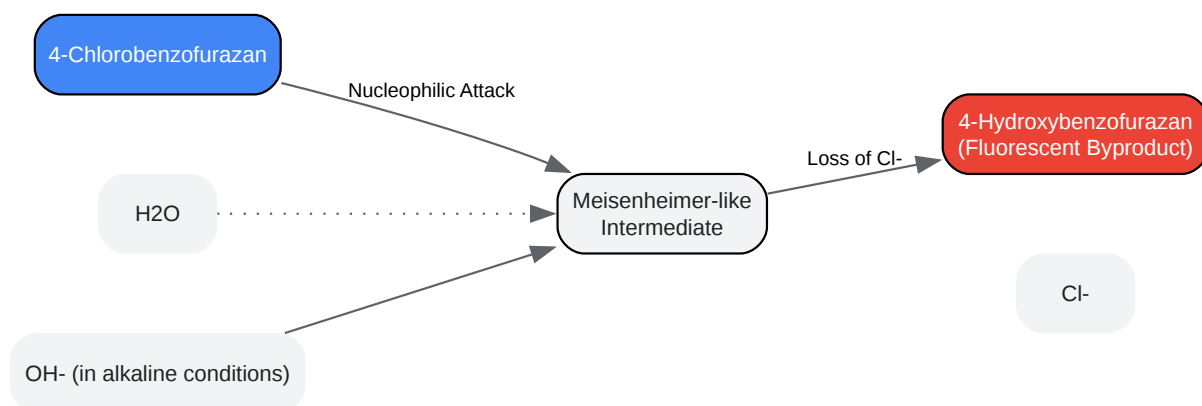 4-Chlorobenzofurazan
Nucleophilic Attack
4-Hydroxybenzofurazan
(Fluorescent Byproduct)
Loss of Cl-
H2O
Meisenheimer-like
Intermediate
Cl-
OH- (in alkaline conditions)